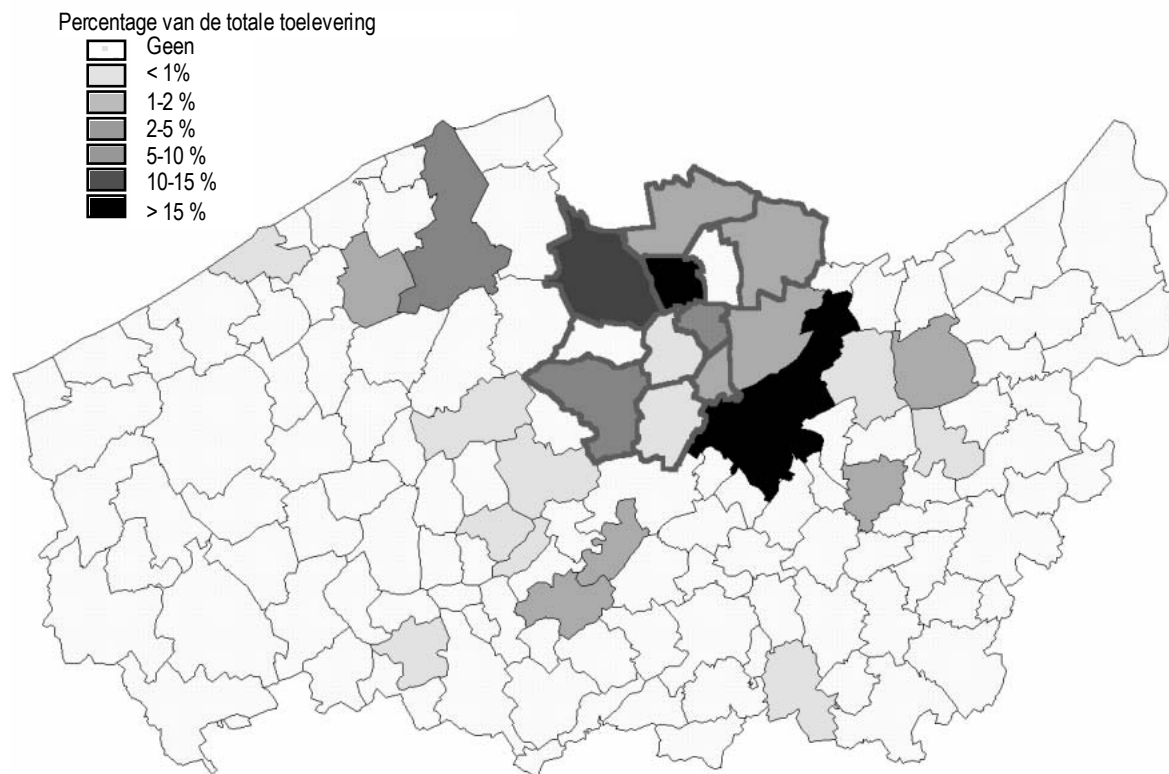 Percentage van de totale toelevering
Geen
< 1%
1-2 %
2-5 %
5-10 %
10-15 %
> 15 %